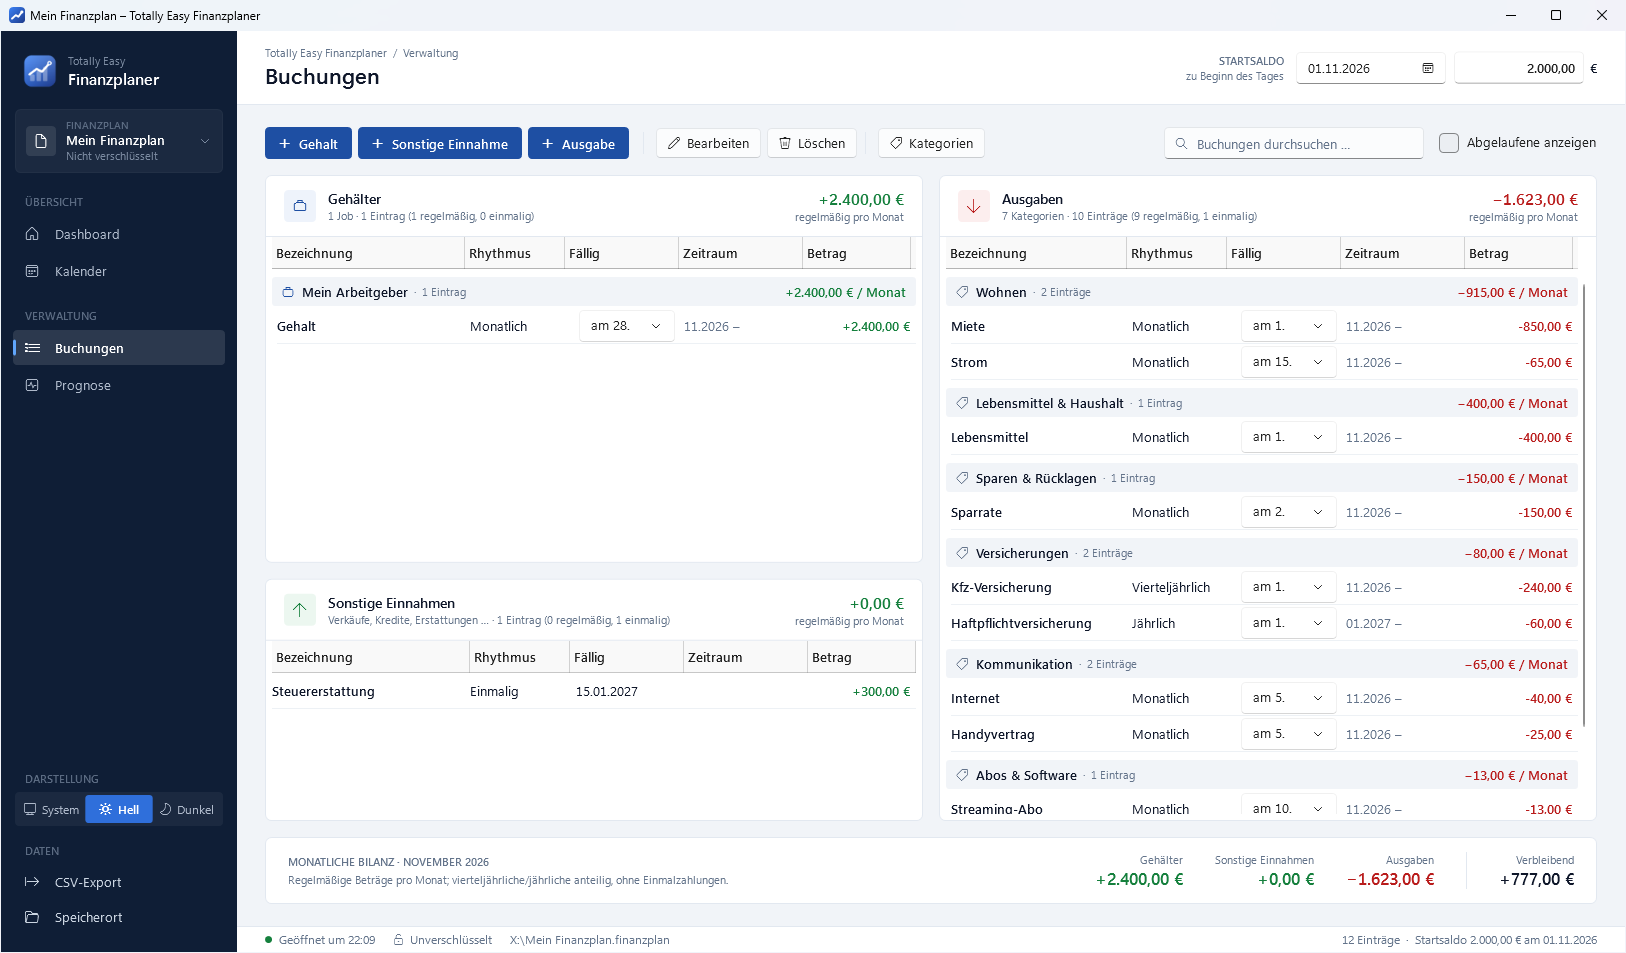 Mein Finanzplan – Totally Easy Finanzplaner
Totally Easy
Finanzplaner
FINANZPLAN
Mein Finanzplan
Nicht verschlüsselt
ÜBERSICHT
Dashboard
Kalender
VERWALTUNG
Buchungen
Prognose
DARSTELLUNG
System Hell Dunkel
DATEN
CSV-Export
Speicherort
Totally Easy Finanzplaner / Verwaltung
Buchungen
STARTSALDO
zu Beginn des Tages
01.11.2026 2.000,00 €
+ Gehalt + Sonstige Einnahme + Ausgabe Bearbeiten Löschen Kategorien Buchungen durchsuchen ... Abgelaufene anzeigen
Gehälter +2.400,00 €
1 Job · 1 Eintrag (1 regelmäßig, 0 einmalig) regelmäßig pro Monat
Bezeichnung Rhythmus Fällig Zeitraum Betrag
Mein Arbeitgeber · 1 Eintrag +2.400,00 € / Monat
Gehalt Monatlich am 28. 11.2026 – +2.400,00 €
Sonstige Einnahmen +0,00 €
Verkäufe, Kredite, Erstattungen ... · 1 Eintrag (0 regelmäßig, 1 einmalig) regelmäßig pro Monat
Bezeichnung Rhythmus Fällig Zeitraum Betrag
Steuererstattung Einmalig 15.01.2027 +300,00 €
Ausgaben −1.623,00 €
7 Kategorien · 10 Einträge (9 regelmäßig, 1 einmalig) regelmäßig pro Monat
Bezeichnung Rhythmus Fällig Zeitraum Betrag
Wohnen · 2 Einträge −915,00 € / Monat
Miete Monatlich am 1. 11.2026 – -850,00 €
Strom Monatlich am 15. 11.2026 – -65,00 €
Lebensmittel & Haushalt · 1 Eintrag −400,00 € / Monat
Lebensmittel Monatlich am 1. 11.2026 – -400,00 €
Sparen & Rücklagen · 1 Eintrag −150,00 € / Monat
Sparrate Monatlich am 2. 11.2026 – -150,00 €
Versicherungen · 2 Einträge −80,00 € / Monat
Kfz-Versicherung Vierteljährlich am 1. 11.2026 – -240,00 €
Haftpflichtversicherung Jährlich am 1. 01.2027 – -60,00 €
Kommunikation · 2 Einträge −65,00 € / Monat
Internet Monatlich am 5. 11.2026 – -40,00 €
Handyvertrag Monatlich am 5. 11.2026 – -25,00 €
Abos & Software · 1 Eintrag −13,00 € / Monat
Streaming-Abo Monatlich am 10. 11.2026 – -13,00 €
MONATLICHE BILANZ · NOVEMBER 2026
Regelmäßige Beträge pro Monat; vierteljährliche/jährliche anteilig, ohne Einmalzahlungen.
Gehälter Sonstige Einnahmen Ausgaben Verbleibend
+2.400,00 € +0,00 € −1.623,00 € +777,00 €
Geöffnet um 22:09 Unverschlüsselt X:\Mein Finanzplan.finanzplan 12 Einträge · Startsaldo 2.000,00 € am 01.11.2026